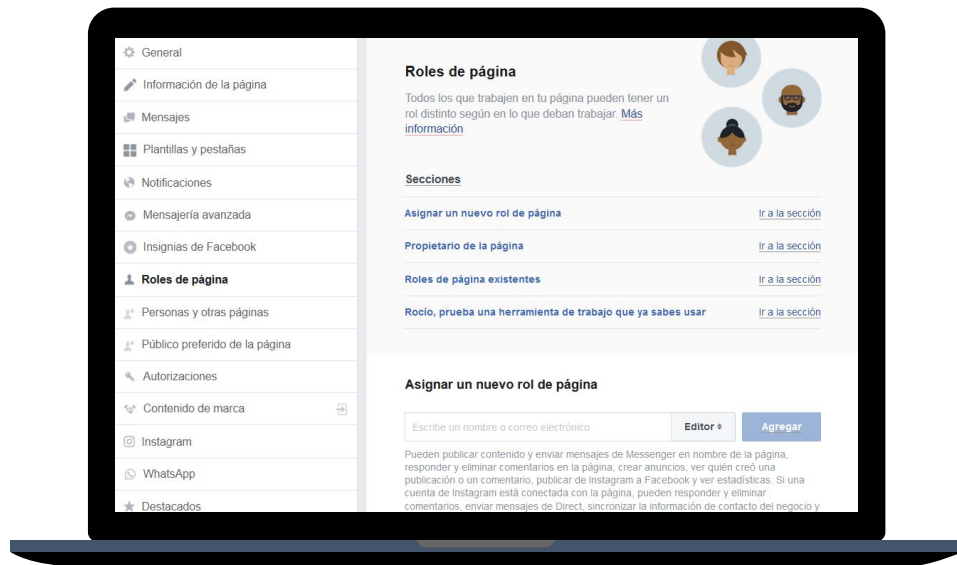 General
Información de la página
Mensajes
Plantillas y pestañas
Notificaciones
Mensajería avanzada
Insignias de Facebook
Roles de página
Personas y otras páginas
Público preferido de la página
Autorizaciones
Contenido de marca
Instagram
WhatsApp
Destacados
Roles de página
Todos los que trabajen en tu página pueden tener un
rol distinto según en lo que deban trabajar. Más
información
Secciones
Asignar un nuevo rol de página Ir a la sección
Propietario de la página Ir a la sección
Roles de página existentes Ir a la sección
Rocio, prueba una herramienta de trabajo que ya sabes usar Ir a la sección
Asignar un nuevo rol de página
Escribe un nombre o correo electrónico Editor Agregar
Pueden publicar contenido y enviar mensajes de Messenger en nombre de la página,
responder y eliminar comentarios en la página, crear anuncios, ver quién creó una
publicación o un comentario, publicar de Instagram a Facebook y ver estadísticas. Si una
cuenta de Instagram está conectada con la página, pueden responder y eliminar
comentarios, enviar mensajes de Direct, sincronizar la información de contacto del negocio y